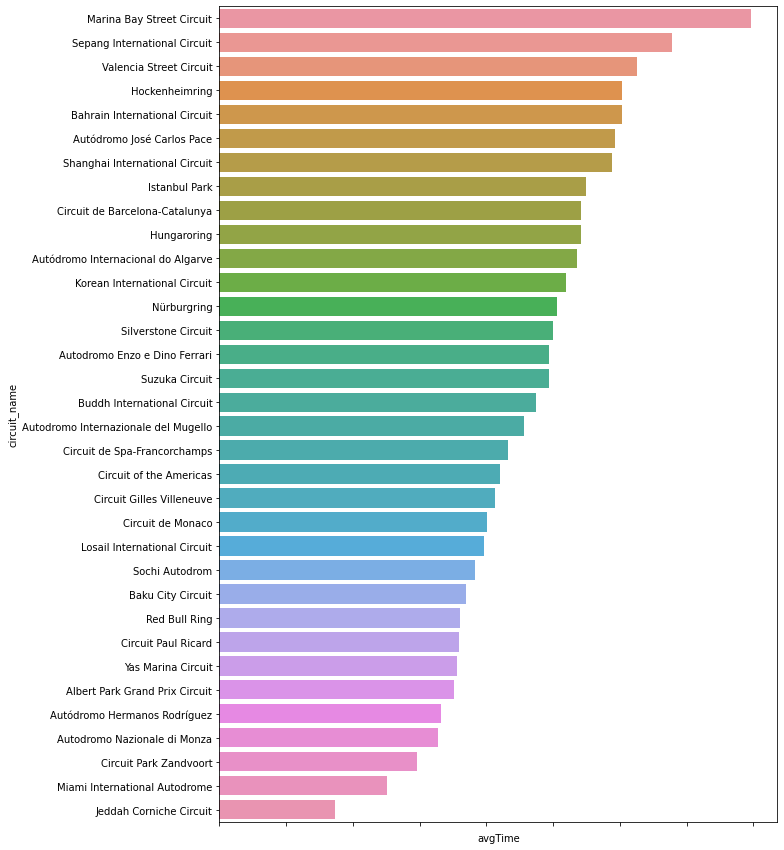 Marina Bay Street Circuit
Sepang International Circuit
Valencia Street Circuit
Hockenheimring
Bahrain International Circuit
Autódromo José Carlos Pace
Shanghai International Circuit
Istanbul Park
Circuit de Barcelona-Catalunya
Hungaroring
Autódromo Internacional do Algarve
Korean International Circuit
Nürburgring
Silverstone Circuit
Autodromo Enzo e Dino Ferrari
Suzuka Circuit
Buddh International Circuit
Autodromo Internazionale del Mugello
Circuit de Spa-Francorchamps
Circuit of the Americas
Circuit Gilles Villeneuve
Circuit de Monaco
Losail International Circuit
Sochi Autodrom
Baku City Circuit
Red Bull Ring
Circuit Paul Ricard
Yas Marina Circuit
Albert Park Grand Prix Circuit
Autódromo Hermanos Rodríguez
Autodromo Nazionale di Monza
Circuit Park Zandvoort
Miami International Autodrome
Jeddah Corniche Circuit
circuit_name
avgTime